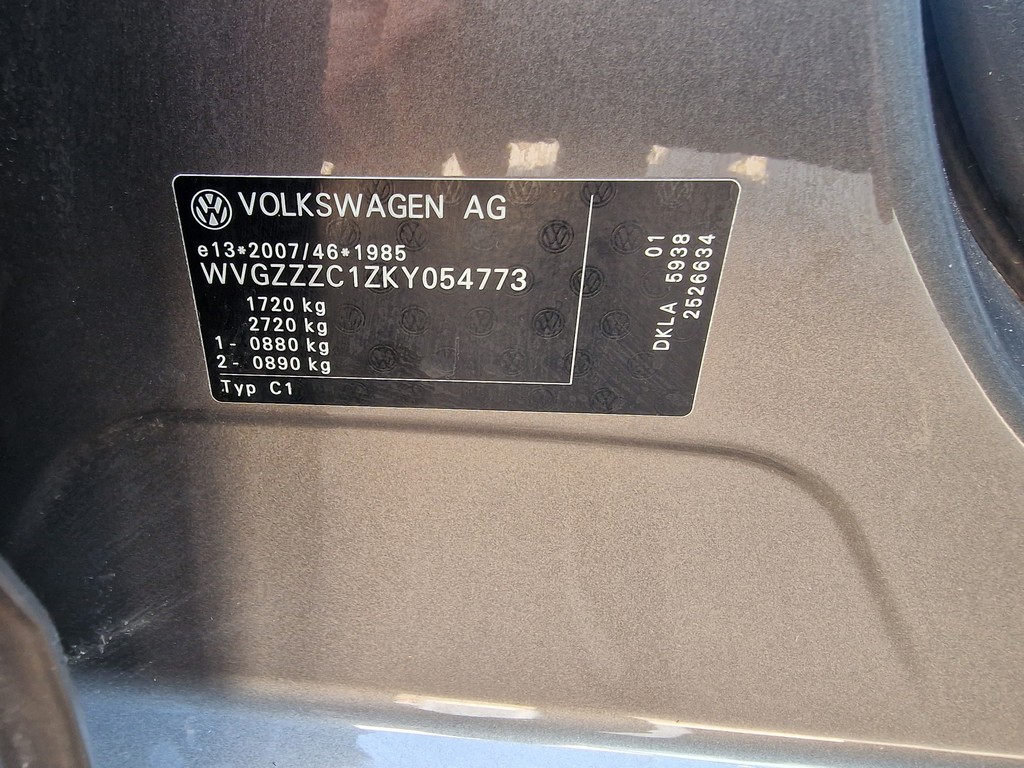 VOLKSWAGEN AG
e13*2007/46*1985
WVGZZZC1ZKY054773
1720 kg
2720 kg
1- 0880 kg
2- 0890 kg
Typ C1
01
DKLA 5938
2526634